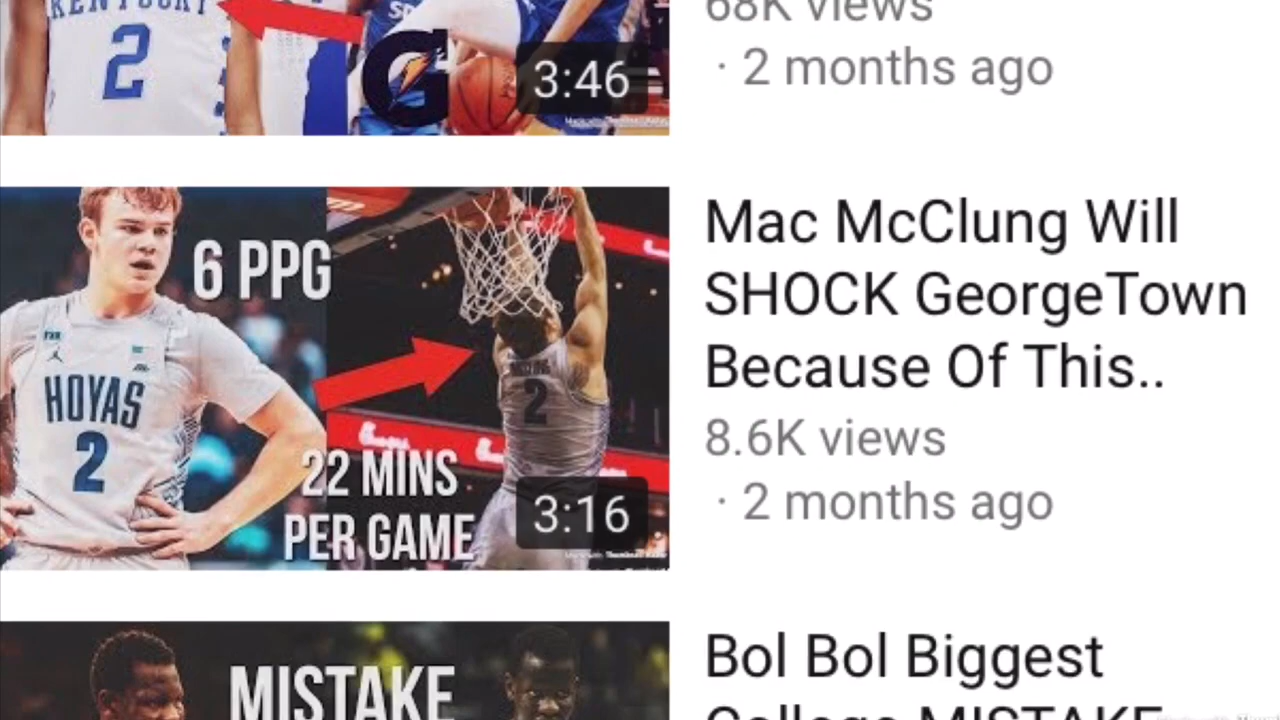 KENTUCKY
2
G
3:46
68K views
· 2 months ago
6 PPG
HOYAS
2
2
22 MINS
PER GAME
3:16
Mac McClung Will
SHOCK GeorgeTown
Because Of This..
8.6K views
· 2 months ago
MISTAKE
Bol Bol Biggest
College MISTAKE